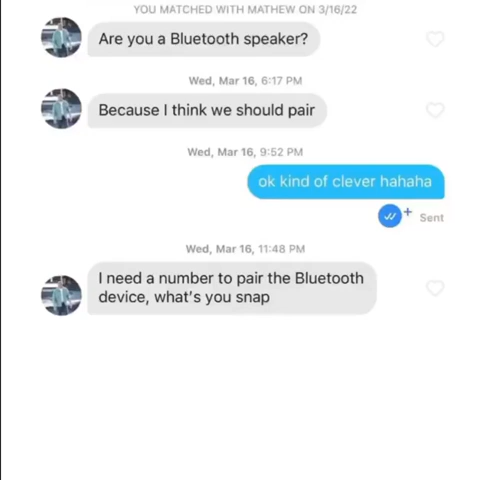 YOU MATCHED WITH MATHEW ON 3/16/22
Are you a Bluetooth speaker?
Wed, Mar 16, 6:17 PM
Because I think we should pair
Wed, Mar 16, 9:52 PM
ok kind of clever hahaha
Sent
Wed, Mar 16, 11:48 PM
I need a number to pair the Bluetooth
device, what's you snap